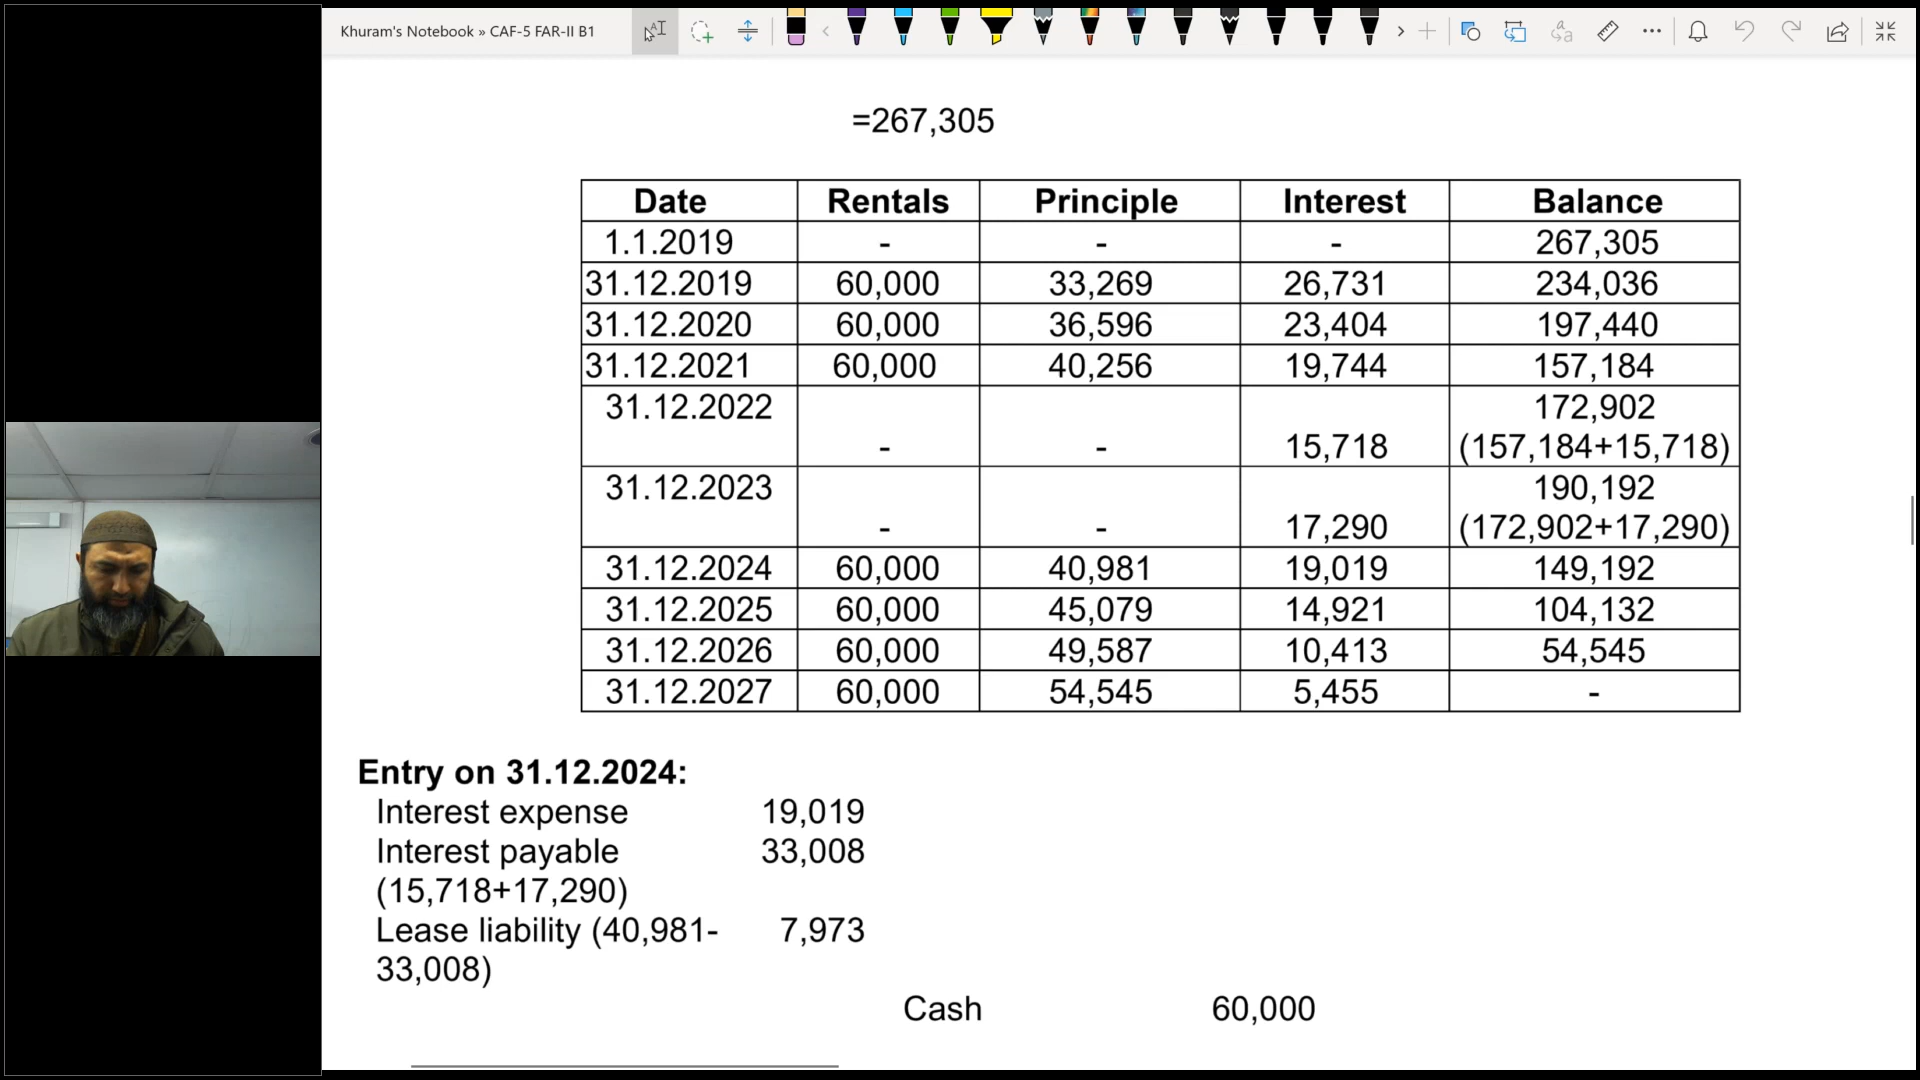 Khuram's Notebook » CAF-5 FAR-II B1
=267,305
Date Rentals Principle Interest Balance
1.1.2019 - - - 267,305
31.12.2019 60,000 33,269 26,731 234,036
31.12.2020 60,000 36,596 23,404 197,440
31.12.2021 60,000 40,256 19,744 157,184
31.12.2022 172,902
- - 15,718 (157,184+15,718)
31.12.2023 190,192
- - 17,290 (172,902+17,290)
31.12.2024 60,000 40,981 19,019 149,192
31.12.2025 60,000 45,079 14,921 104,132
31.12.2026 60,000 49,587 10,413 54,545
31.12.2027 60,000 54,545 5,455 -
Entry on 31.12.2024:
Interest expense 19,019
Interest payable 33,008
(15,718+17,290)
Lease liability (40,981- 7,973
33,008)
Cash 60,000